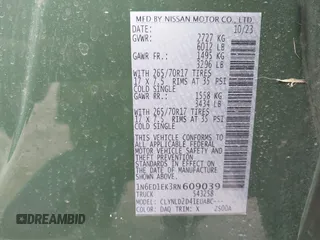 MFD BY NISSAN MOTOR CO., LTD.
DATE: 10/23
GVWR: 2727 KG
6012 LB
GAWR FR.: 1495 KG
3296 LB
WITH 265/70R17 TIRES
17 X 7.5 RIMS AT 35 PSI
COLD SINGLE
GAWR RR.: 1558 KG
3434 LB
WITH 265/70R17 TIRES
17 X 7.5 RIMS AT 35 PSI
COLD SINGLE
THIS VEHICLE CONFORMS TO ALL
APPLICABLE FEDERAL
MOTOR VEHICLE SAFETY
AND THEFT PREVENTION
STANDARDS IN EFFECT ON THE DATE OF
MANUFACTURE SHOWN ABOVE.
1N6ED1EK3RN609039
TRUCK
MODEL:
COLOR: DAQ TRIM: X
© DREAMBID